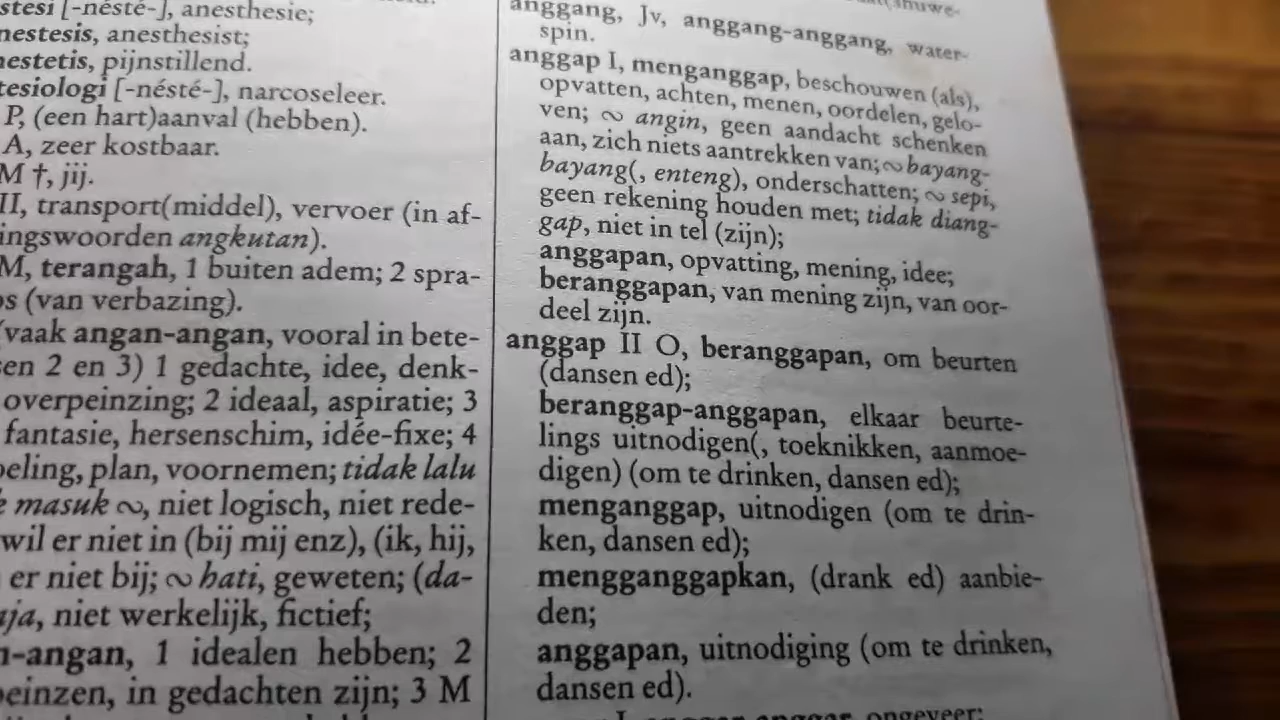 stesi [-nésté-], anesthesie;
nestesis, anesthesist;
nestetis, pijnstillend.
tesiologi [-nésté-], narcoseleer.
P, (een hart)aanval (hebben).
A, zeer kostbaar.
M †, jij.
II, transport(middel), vervoer (in af-
ingswoorden angkutan).
M, terangah, 1 buiten adem; 2 spra-
os (van verbazing).
(vaak angan-angan, vooral in bete-
sen 2 en 3) 1 gedachte, idee, denk-
overpeinzing; 2 ideaal, aspiratie; 3
fantasie, hersenschim, idée-fixe; 4
oeling, plan, voornemen; tidak lalu
masuk ∾, niet logisch, niet rede-
wil er niet in (bij mij enz), (ik, hij,
er niet bij; ∾ hati, geweten; (da-
aja, niet werkelijk, fictief;
n-angan, 1 idealen hebben; 2
peinzen, in gedachten zijn; 3 M
anggang, Jv, anggang-anggang, water-
spin.
anggap I, menganggap, beschouwen (als),
opvatten, achten, menen, oordelen, gelo-
ven; ∾ angin, geen aandacht schenken
aan, zich niets aantrekken van; ∾ bayang-
bayang(, enteng), onderschatten; ∾ sepi,
geen rekening houden met; tidak diang-
gap, niet in tel (zijn);
anggapan, opvatting, mening, idee;
beranggapan, van mening zijn, van oor-
deel zijn.
anggap II O, beranggapan, om beurten
(dansen ed);
beranggap-anggapan, elkaar beurte-
lings uitnodigen(, toeknikken, aanmoe-
digen) (om te drinken, dansen ed);
menganggap, uitnodigen (om te drin-
ken, dansen ed);
mengganggapkan, (drank ed) aanbie-
den;
anggapan, uitnodiging (om te drinken,
dansen ed).
ongeveer;